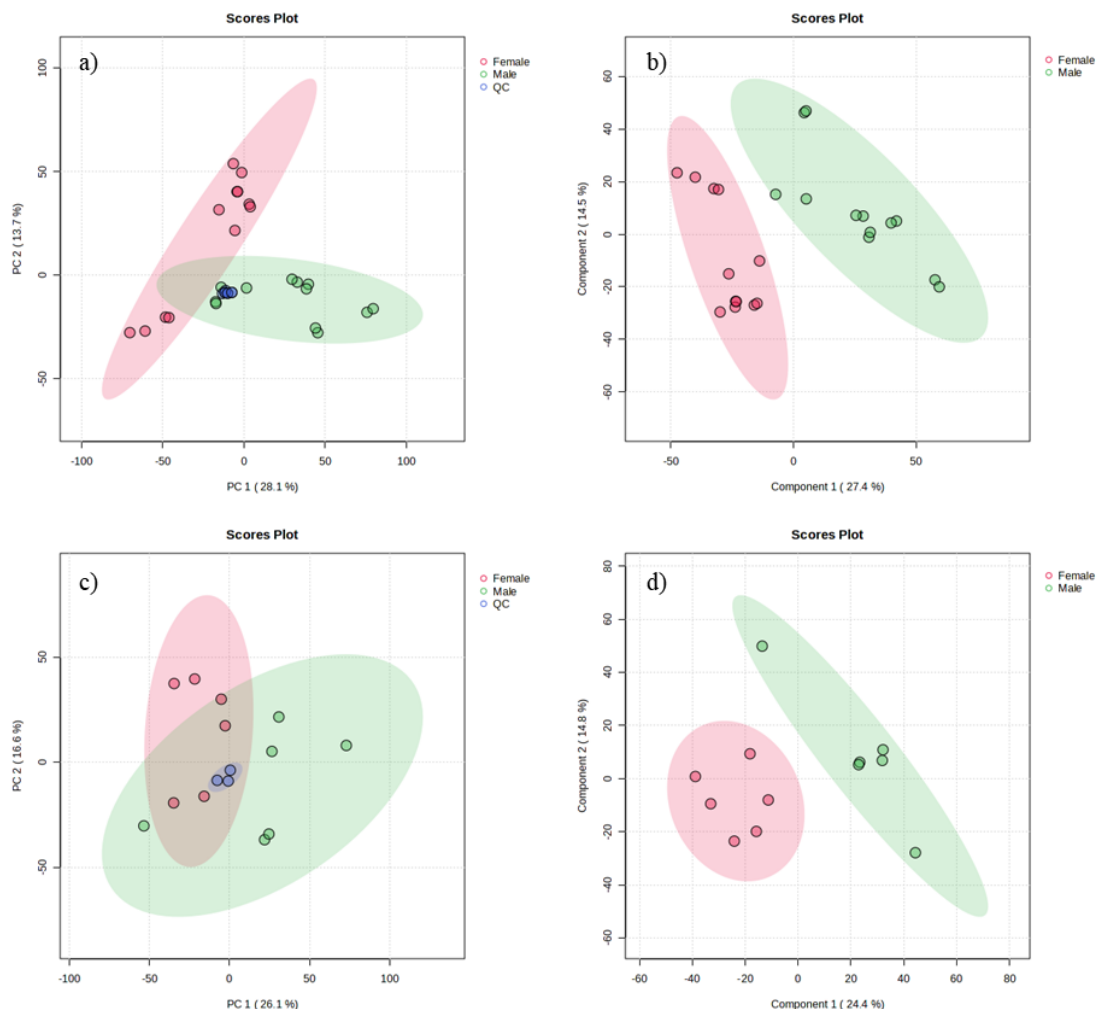 Scores Plot
a)
Female
Male
QC
100
50
0
-50
PC 2 ( 13.7 %)
-100
-50
0
50
100
PC 1 ( 28.1 %)
Scores Plot
b)
Female
Male
60
40
20
0
-20
-40
-60
Component 2 ( 14.5 %)
-50
0
50
Component 1 ( 27.4 %)
Scores Plot
c)
Female
Male
QC
50
0
-50
PC 2 ( 16.6 %)
-100
-50
0
50
100
PC 1 ( 26.1 %)
Scores Plot
d)
Female
Male
80
60
40
20
0
-20
-40
-60
Component 2 ( 14.8 %)
-60
-40
-20
0
20
40
60
80
Component 1 ( 24.4 %)